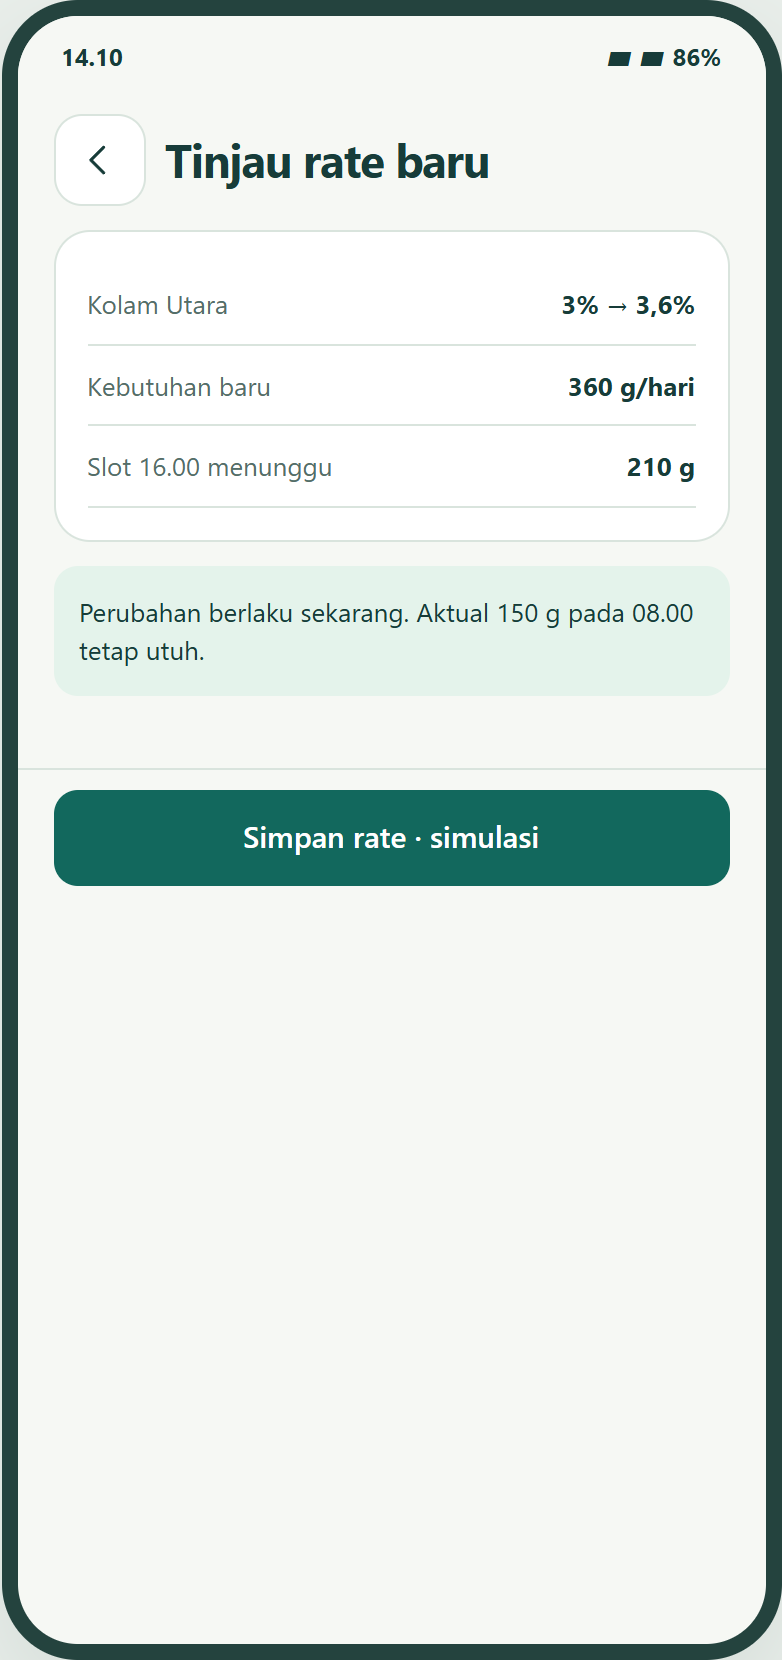 14.10
86%
Tinjau rate baru
Kolam Utara 3% → 3,6%
Kebutuhan baru 360 g/hari
Slot 16.00 menunggu 210 g
Perubahan berlaku sekarang. Aktual 150 g pada 08.00
tetap utuh.
Simpan rate · simulasi